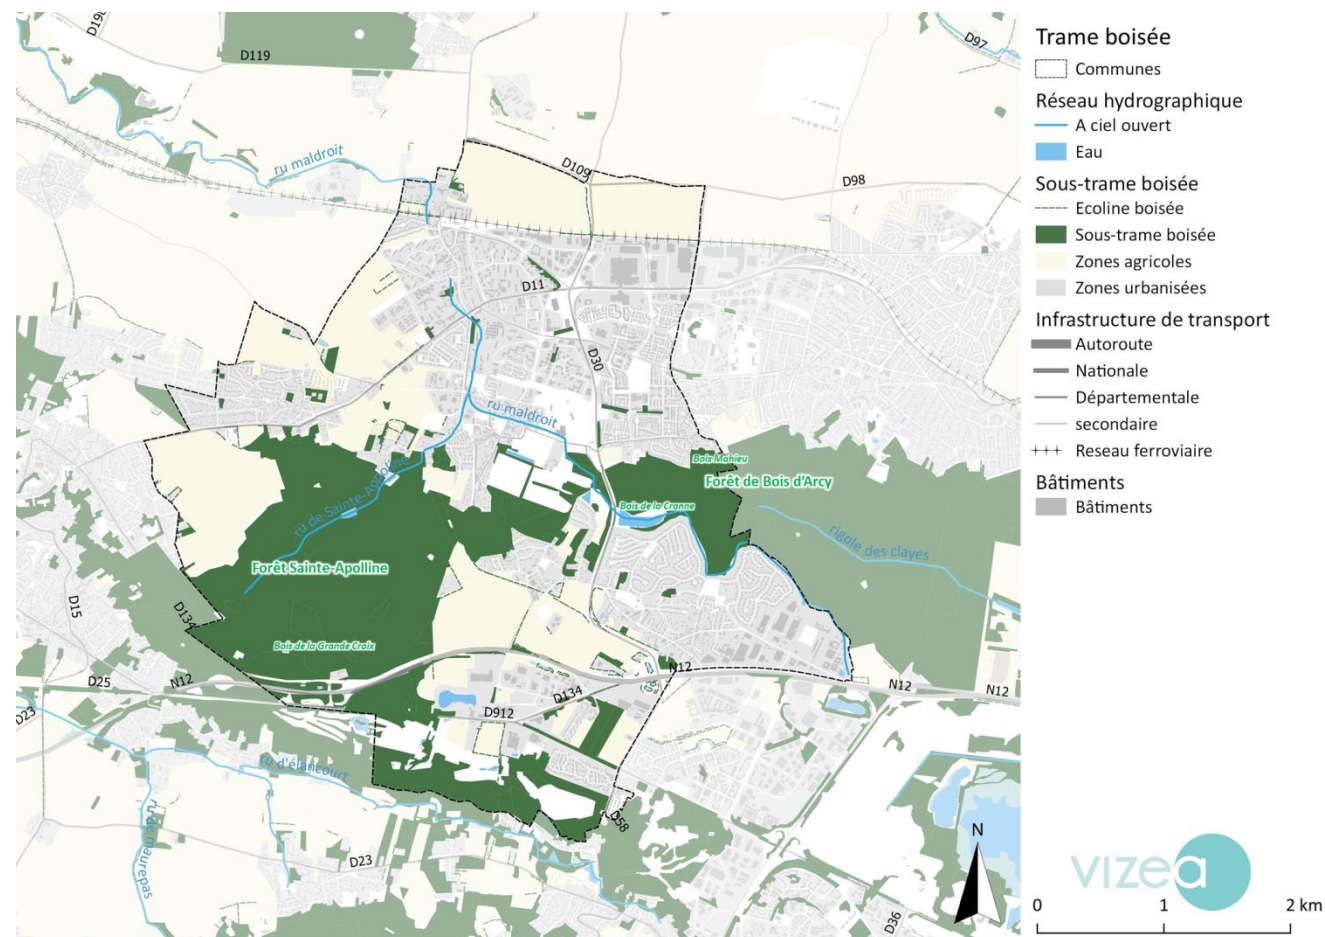 D190
D119
D97
ru maldroit
D109
D98
D11
D30
ru maldroit
ru de Sainte-Apolline
Bois Mahieu
Forêt de Bois d'Arcy
Bois de la Cranne
rigole des clayes
Forêt Sainte-Apolline
D15
D134
Bois de la Grande Croix
D25
N12
N12
N12
N12
D23
D134
D912
ru d'élancourt
ru de maurepas
D58
D23
D36
N
Trame boisée
Communes
Réseau hydrographique
A ciel ouvert
Eau
Sous-trame boisée
Ecoline boisée
Sous-trame boisée
Zones agricoles
Zones urbanisées
Infrastructure de transport
Autoroute
Nationale
Départementale
secondaire
Reseau ferroviaire
Bâtiments
Bâtiments
vizea
0 1 2 km